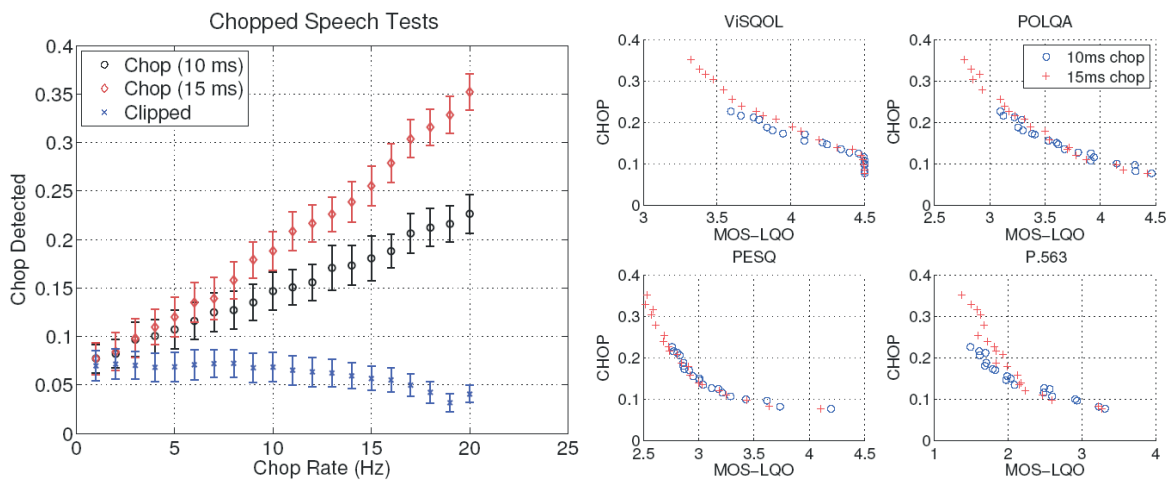 Chopped Speech Tests
Chop Detected
0.4
0.35
0.3
0.25
0.2
0.15
0.1
0.05
0
Chop (10 ms)
Chop (15 ms)
Clipped
0 5 10 15 20 25
Chop Rate (Hz)
ViSQOL
CHOP
0.4
0.3
0.2
0.1
0
3 3.5 4 4.5
MOS-LQO
POLQA
CHOP
0.4
0.3
0.2
0.1
0
10ms chop
15ms chop
2.5 3 3.5 4 4.5
MOS-LQO
PESQ
CHOP
0.4
0.3
0.2
0.1
0
2.5 3 3.5 4 4.5
MOS-LQO
P.563
CHOP
0.4
0.3
0.2
0.1
0
1 2 3 4
MOS-LQO